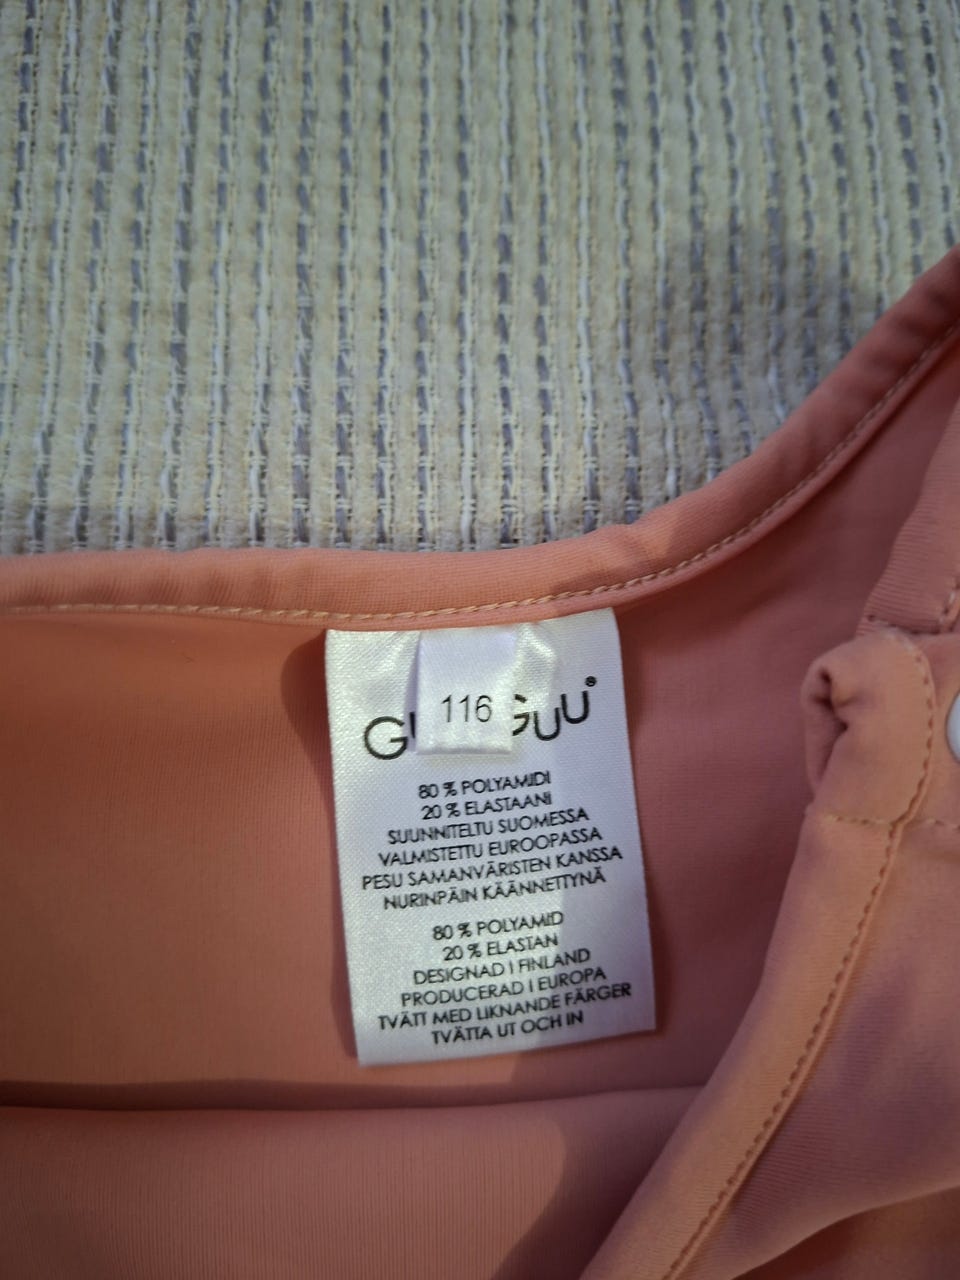 116
GUU®
80 % POLYAMIDI
20 % ELASTAANI
SUUNNITELTU SUOMESSA
VALMISTETTU EUROOPASSA
PESU SAMANVÄRISTEN KANSSA
NURINPÄIN KÄÄNNETTYNÄ
80 % POLYAMID
20 % ELASTAN
DESIGNAD I FINLAND
PRODUCERAD I EUROPA
TVÄTT MED LIKNANDE FÄRGER
TVÄTTA UT OCH IN